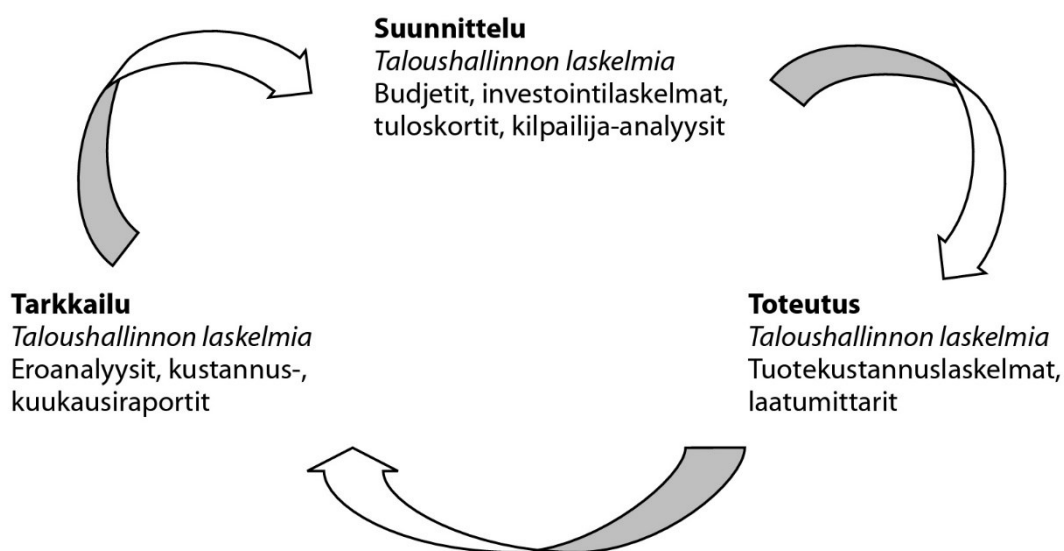 Suunnittelu
Taloushallinnon laskelmia
Budjetit, investointilaskelmat,
tuloskortit, kilpailija-analyysit
Tarkkailu
Taloushallinnon laskelmia
Eroanalyysit, kustannus-,
kuukausiraportit
Toteutus
Taloushallinnon laskelmia
Tuotekustannuslaskelmat,
laatumittarit